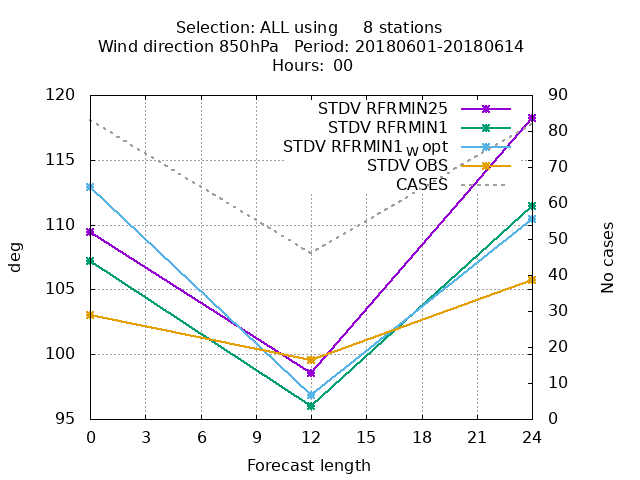 Selection: ALL using     8 stations
Wind direction 850hPa   Period: 20180601-20180614
Hours:  00
STDV RFRMIN25
STDV RFRMIN1
STDV RFRMIN1wopt
STDV OBS
CASES
120
115
110
105
100
95
deg
90
80
70
60
50
40
30
20
10
0
No cases
0 3 6 9 12 15 18 21 24
Forecast length